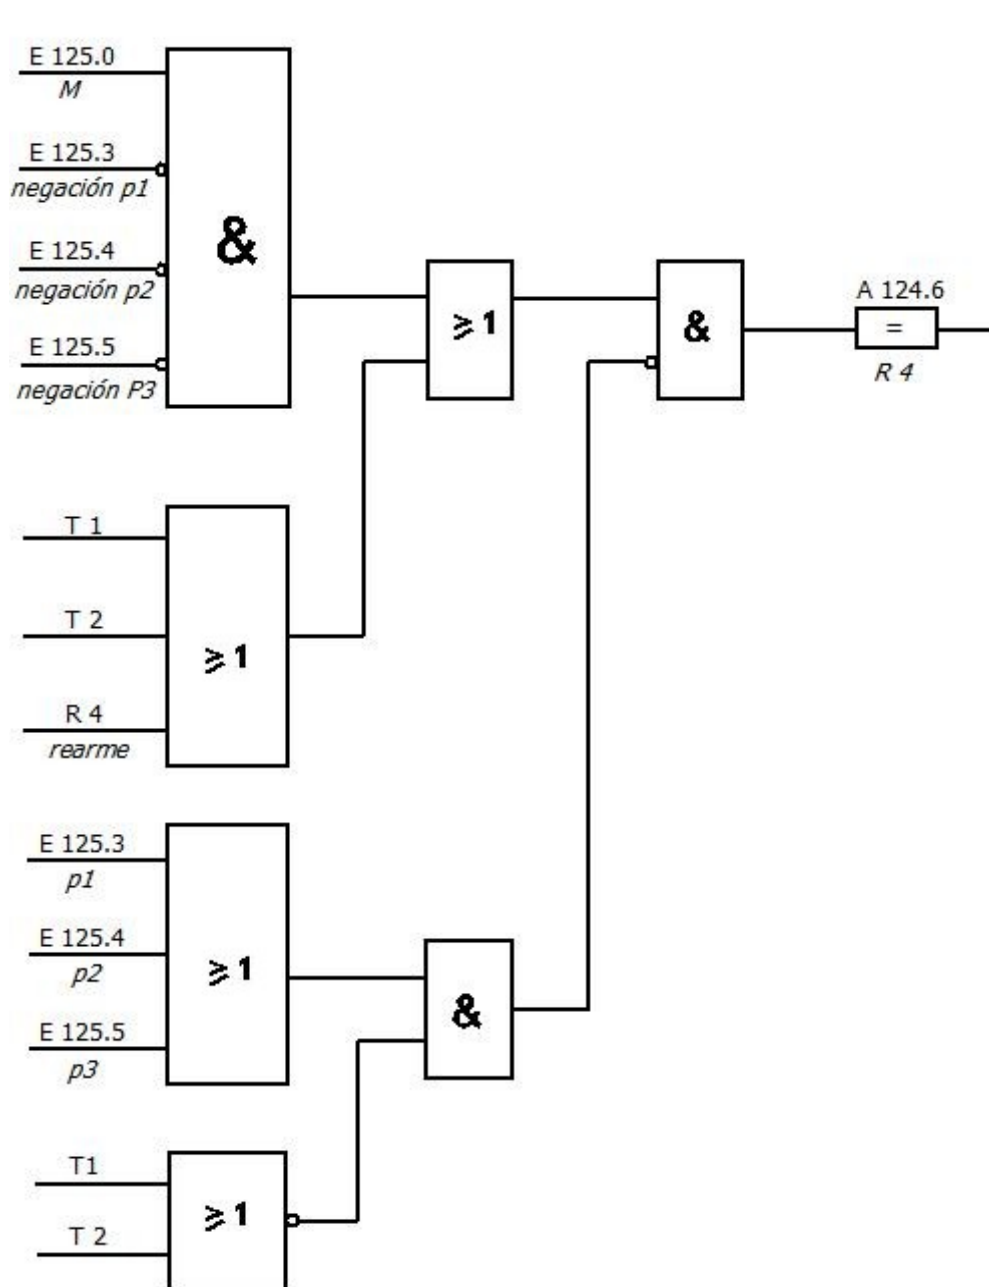 E 125.0
M
E 125.3
negación p1
E 125.4
negación p2
E 125.5
negación P3
&
≥ 1
&
A 124.6
=
R 4
T 1
T 2
R 4
rearme
≥ 1
E 125.3
p1
E 125.4
p2
E 125.5
p3
≥ 1
&
T1
T 2
≥ 1